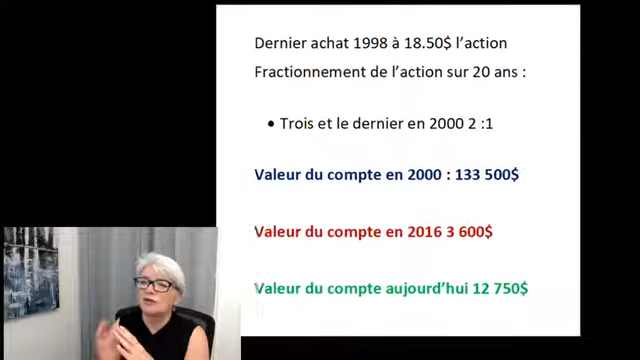 Dernier achat 1998 à 18.50$ l’action
Fractionnement de l’action sur 20 ans :
• Trois et le dernier en 2000 2 :1
Valeur du compte en 2000 : 133 500$
Valeur du compte en 2016 3 600$
Valeur du compte aujourd’hui 12 750$